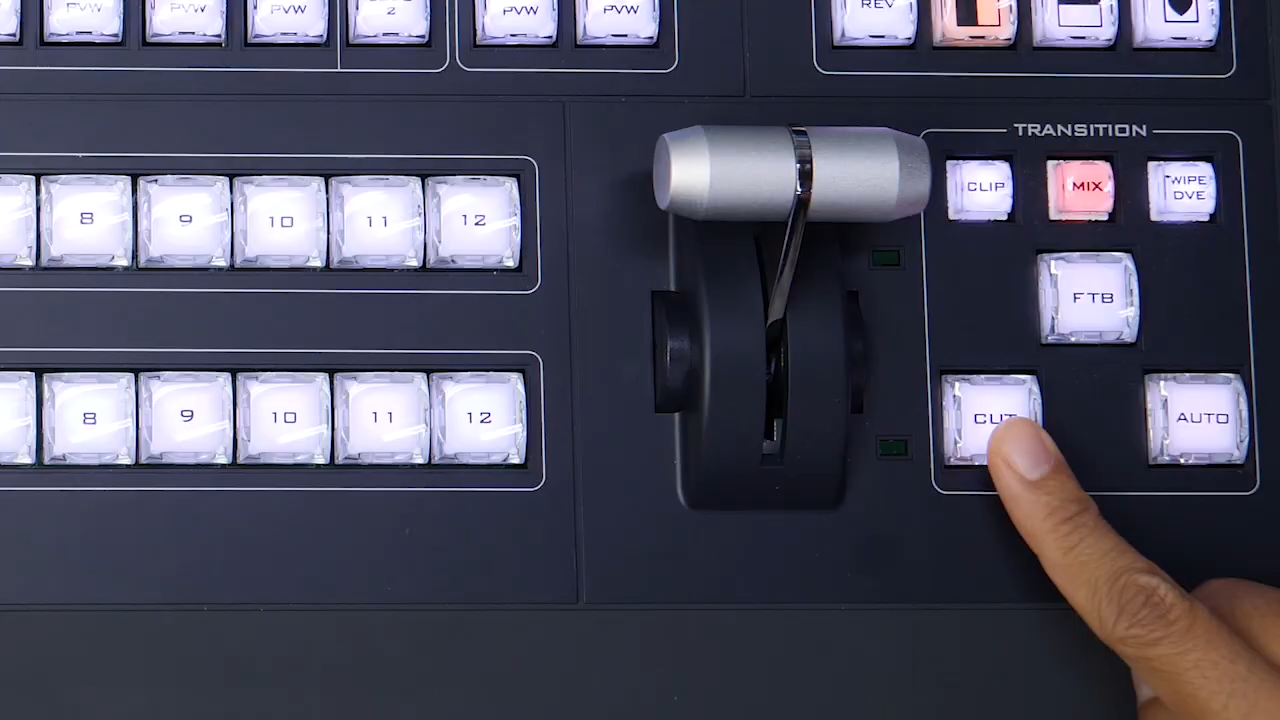 PVW PVW PVW 2 PVW PVW REV
TRANSITION
8 9 10 11 12 CLIP MIX WIPE
DVE
FTB
8 9 10 11 12 CUT AUTO